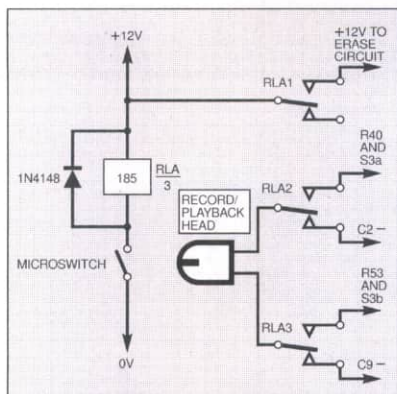 +12V
+12V TO
ERASE
CIRCUIT
RLA1
R40
AND
S3a
1N4148
185
RLA
3
RECORD/
PLAYBACK
HEAD
RLA2
C2–
MICROSWITCH
R53
AND
S3b
RLA3
C9–
0V